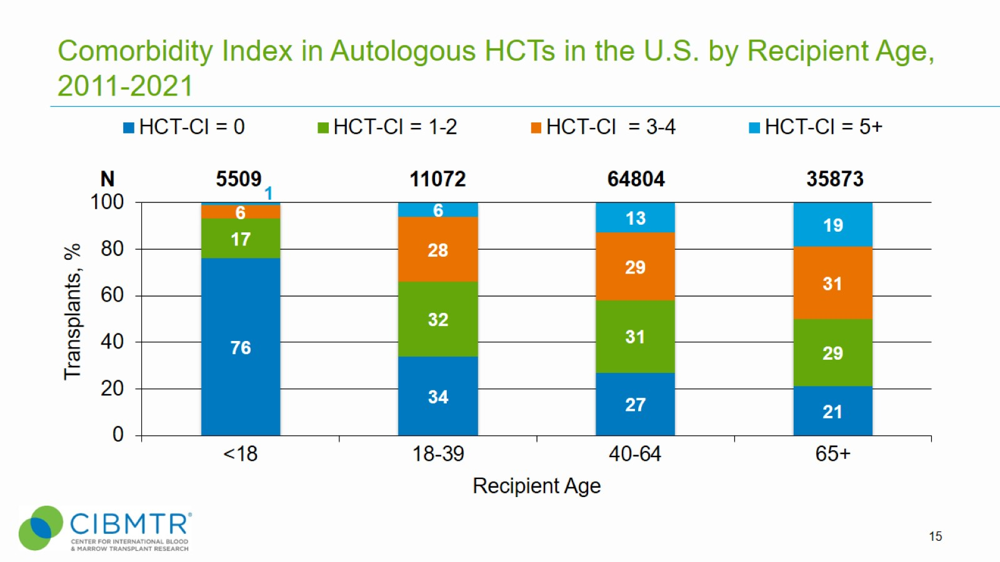 Comorbidity Index in Autologous HCTs in the U.S. by Recipient Age,
2011-2021
HCT-CI = 0 HCT-CI = 1-2 HCT-CI = 3-4 HCT-CI = 5+
N 5509 11072 64804 35873
1
100
80
60
40
20
0
Transplants, %
6
17
76
6
28
32
34
13
29
31
27
19
31
29
21
<18 18-39 40-64 65+
Recipient Age
CIBMTR®
CENTER FOR INTERNATIONAL BLOOD
& MARROW TRANSPLANT RESEARCH
15